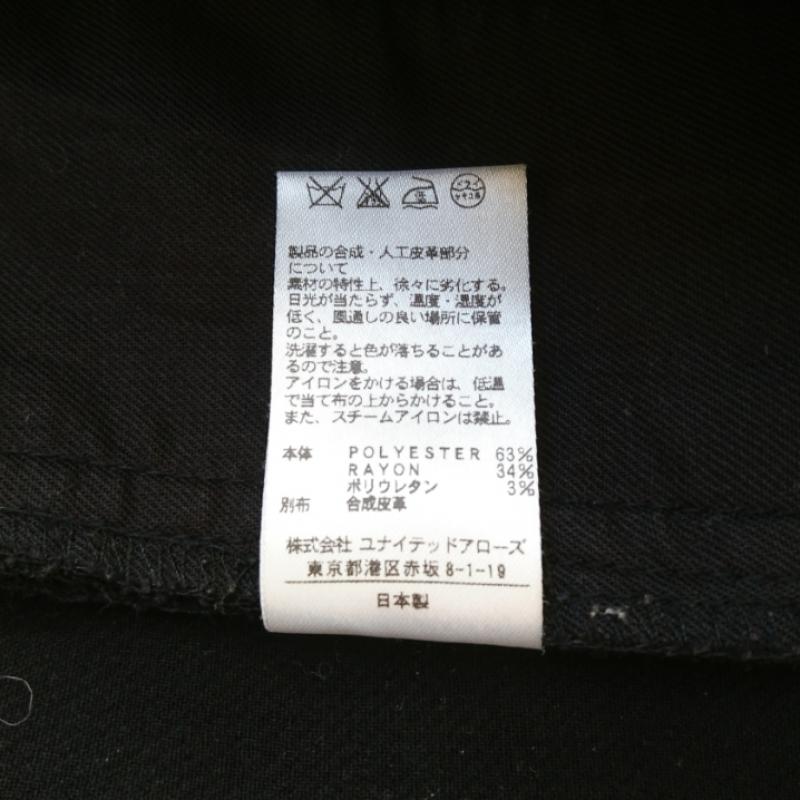 ドライ
セキユ系
製品の合成・人工皮革部分
について
素材の特性上、徐々に劣化する。
日光が当たらず、温度・湿度が
低く、風通しの良い場所に保管
のこと。
洗濯すると色が落ちることがあ
るので注意。
アイロンをかける場合は、低温
で当て布の上からかけること。
また、スチームアイロンは禁止。
本体 POLYESTER 63%
RAYON 34%
ポリウレタン 3%
別布 合成皮革
株式会社 ユナイテッドアローズ
東京都港区赤坂8-1-19
日本製